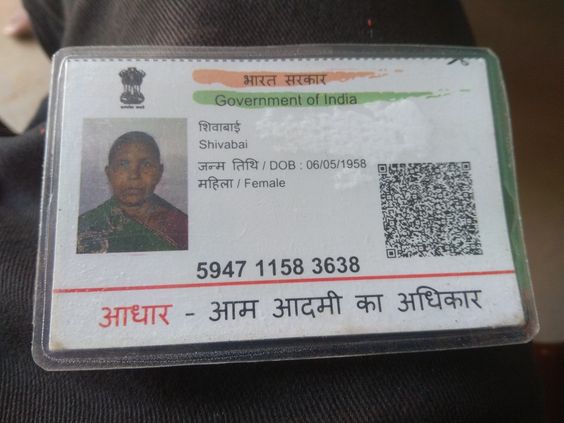 भारत सरकार
Government of India
शिवाबाई
Shivabai
जन्म तिथि / DOB : 06/05/1958
महिला / Female
5947 1158 3638
आधार - आम आदमी का अधिकार